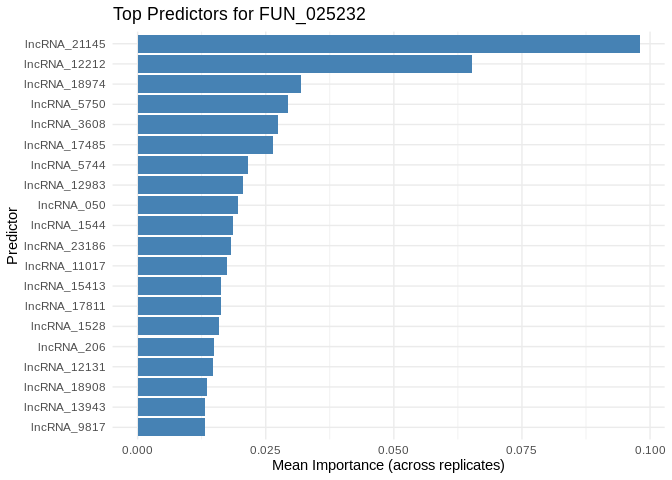 Top Predictors for FUN_025232
Predictor
lncRNA_21145
lncRNA_12212
lncRNA_18974
lncRNA_5750
lncRNA_3608
lncRNA_17485
lncRNA_5744
lncRNA_12983
lncRNA_050
lncRNA_1544
lncRNA_23186
lncRNA_11017
lncRNA_15413
lncRNA_17811
lncRNA_1528
lncRNA_206
lncRNA_12131
lncRNA_18908
lncRNA_13943
lncRNA_9817
0.000 0.025 0.050 0.075 0.100
Mean Importance (across replicates)